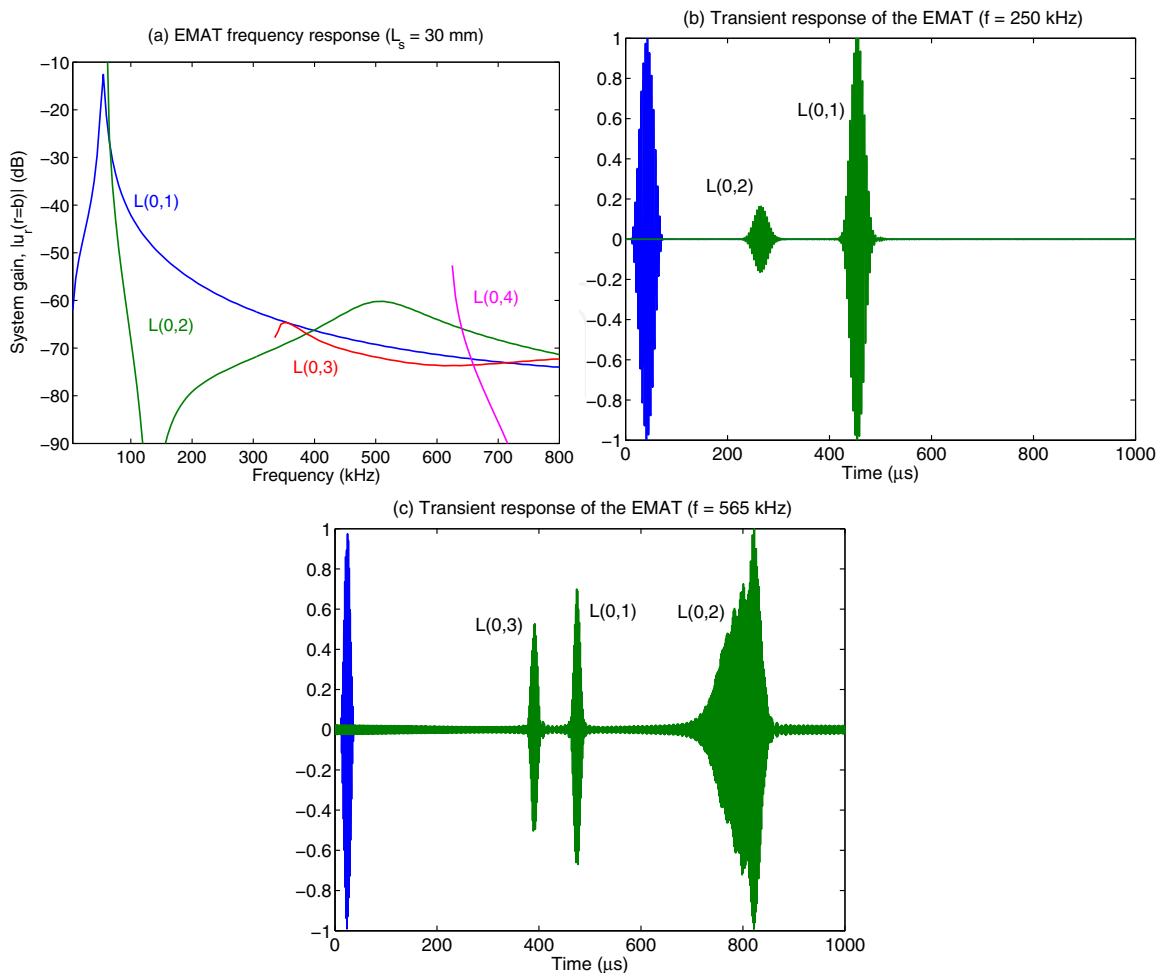 (a) EMAT frequency response (Ls = 30 mm)
System gain, |ur(r=b)| (dB)
−10
−20
−30
−40
−50
−60
−70
−80
−90
L(0,1)
L(0,2)
L(0,3)
L(0,4)
100 200 300 400 500 600 700 800
Frequency (kHz)
(b) Transient response of the EMAT (f = 250 kHz)
1
0.8
0.6
0.4
0.2
0
−0.2
−0.4
−0.6
−0.8
−1
L(0,1)
L(0,2)
0 200 400 600 800 1000
Time (μs)
(c) Transient response of the EMAT (f = 565 kHz)
1
0.8
0.6
0.4
0.2
0
−0.2
−0.4
−0.6
−0.8
−1
L(0,3)
L(0,1)
L(0,2)
0 200 400 600 800 1000
Time (μs)